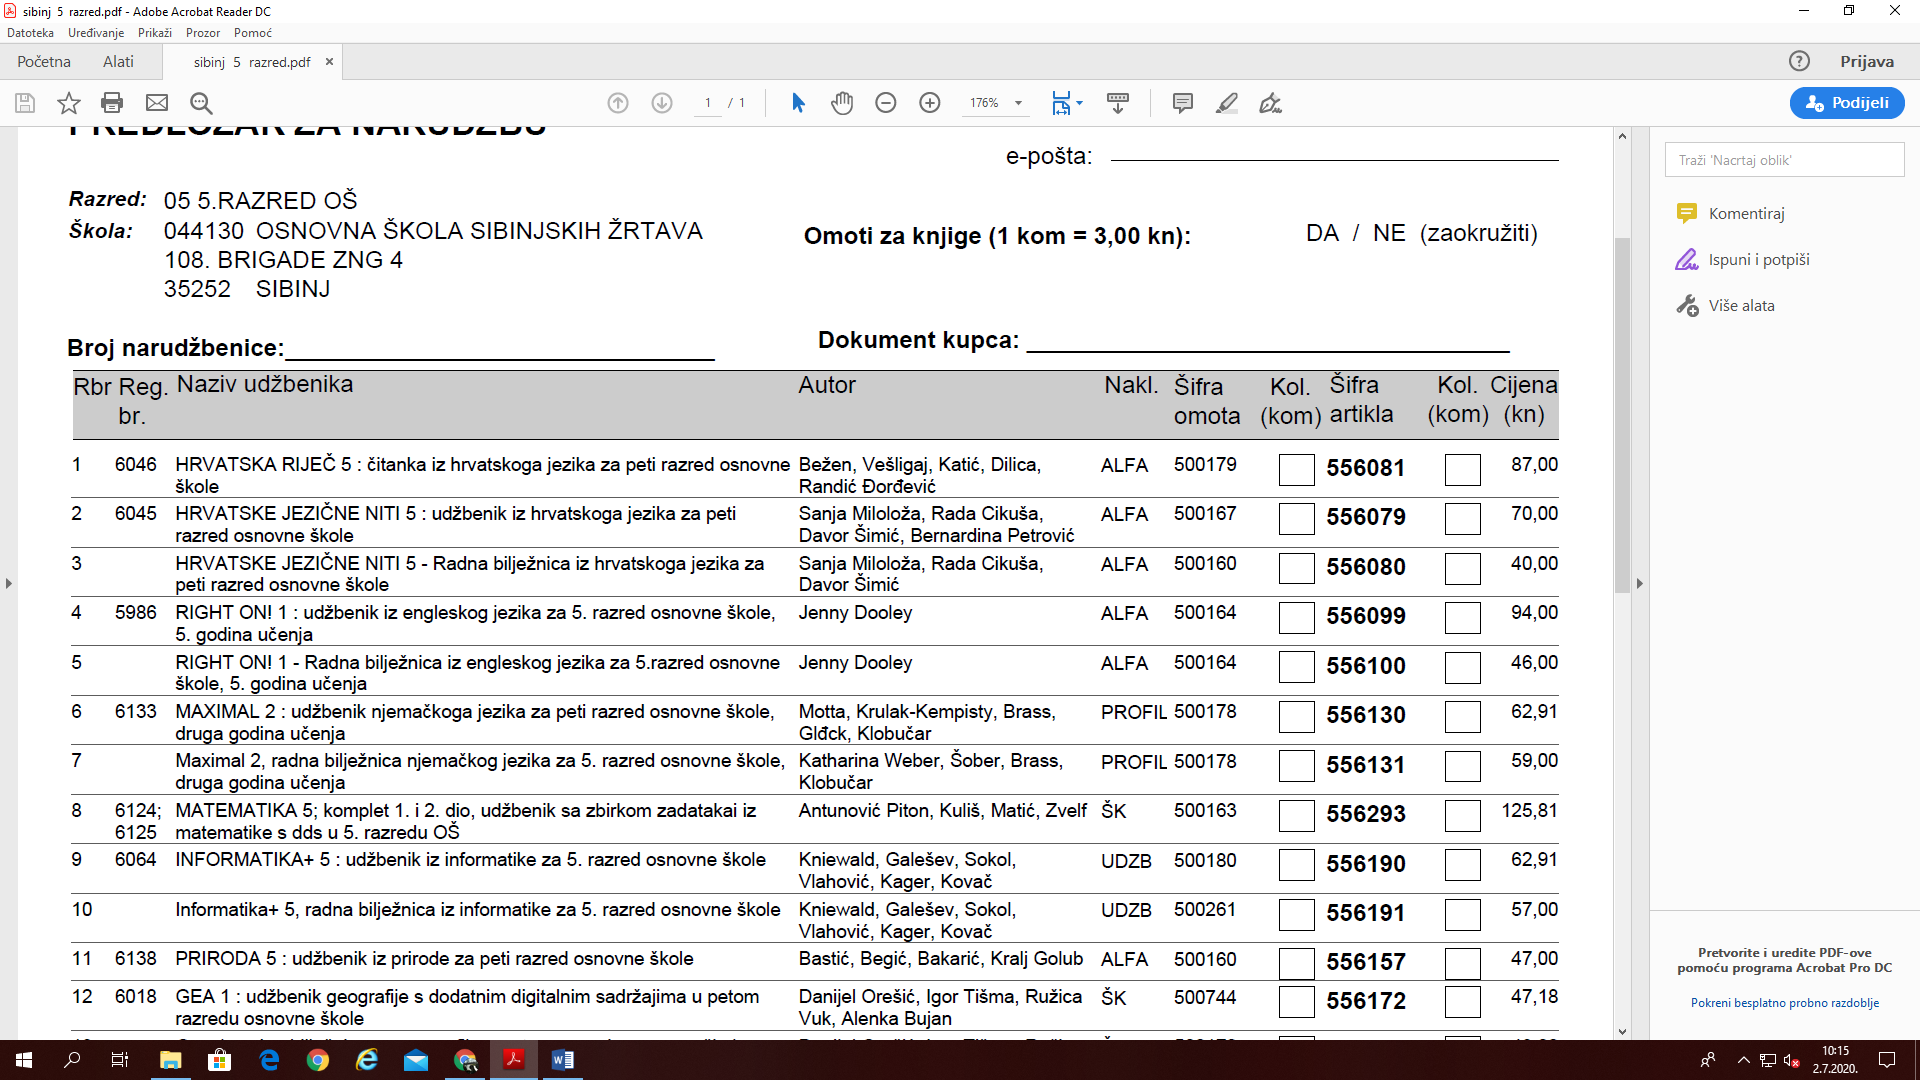 sibinj 5 razred.pdf - Adobe Acrobat Reader DC
Datoteka Uređivanje Prikaži Prozor Pomoć
Početna Alati sibinj 5 razred.pdf ×
? Prijava
1 / 1 176% Podijeli
PREDLOŽAK ZA NARUDŽBU
e-pošta:
Razred: 05 5.RAZRED OŠ
Škola: 044130 OSNOVNA ŠKOLA SIBINJSKIH ŽRTAVA
108. BRIGADE ZNG 4
35252 SIBINJ
Omoti za knjige (1 kom = 3,00 kn): DA / NE (zaokružiti)
Broj narudžbenice: Dokument kupca:
Rbr Reg. br. Naziv udžbenika Autor Nakl. Šifra omota Kol. (kom) Šifra artikla Kol. (kom) Cijena (kn)
1 6046 HRVATSKA RIJEČ 5 : čitanka iz hrvatskoga jezika za peti razred osnovne Bežen, Vešligaj, Katić, Dilica, ALFA 500179 556081 87,00
škole Randić Đorđević
2 6045 HRVATSKE JEZIČNE NITI 5 : udžbenik iz hrvatskoga jezika za peti Sanja Miloloža, Rada Cikuša, ALFA 500167 556079 70,00
razred osnovne škole Davor Šimić, Bernardina Petrović
3 HRVATSKE JEZIČNE NITI 5 - Radna bilježnica iz hrvatskoga jezika za Sanja Miloloža, Rada Cikuša, ALFA 500160 556080 40,00
peti razred osnovne škole Davor Šimić
4 5986 RIGHT ON! 1 : udžbenik iz engleskog jezika za 5. razred osnovne škole, Jenny Dooley ALFA 500164 556099 94,00
5. godina učenja
5 RIGHT ON! 1 - Radna bilježnica iz engleskog jezika za 5.razred osnovne Jenny Dooley ALFA 500164 556100 46,00
škole, 5. godina učenja
6 6133 MAXIMAL 2 : udžbenik njemačkoga jezika za peti razred osnovne škole, Motta, Krulak-Kempisty, Brass, PROFIL 500178 556130 62,91
druga godina učenja Glđck, Klobučar
7 Maximal 2, radna bilježnica njemačkog jezika za 5. razred osnovne škole, Katharina Weber, Šober, Brass, PROFIL 500178 556131 59,00
druga godina učenja Klobučar
8 6124; MATEMATIKA 5; komplet 1. i 2. dio, udžbenik sa zbirkom zadatakai iz Antunović Piton, Kuliš, Matić, Zvelf ŠK 500163 556293 125,81
6125 matematike s dds u 5. razredu OŠ
9 6064 INFORMATIKA+ 5 : udžbenik iz informatike za 5. razred osnovne škole Kniewald, Galešev, Sokol, UDZB 500180 556190 62,91
Vlahović, Kager, Kovač
10 Informatika+ 5, radna bilježnica iz informatike za 5. razred osnovne škole Kniewald, Galešev, Sokol, UDZB 500261 556191 57,00
Vlahović, Kager, Kovač
11 6138 PRIRODA 5 : udžbenik iz prirode za peti razred osnovne škole Bastić, Begić, Bakarić, Kralj Golub ALFA 500160 556157 47,00
12 6018 GEA 1 : udžbenik geografije s dodatnim digitalnim sadržajima u petom Danijel Orešić, Igor Tišma, Ružica ŠK 500744 556172 47,18
razredu osnovne škole Vuk, Alenka Bujan
Traži 'Nacrtaj oblik'
Komentiraj
Ispuni i potpiši
Više alata
Pretvorite i uredite PDF-ove
pomoću programa Acrobat Pro DC
Pokreni besplatno probno razdoblje
10:15
2.7.2020.